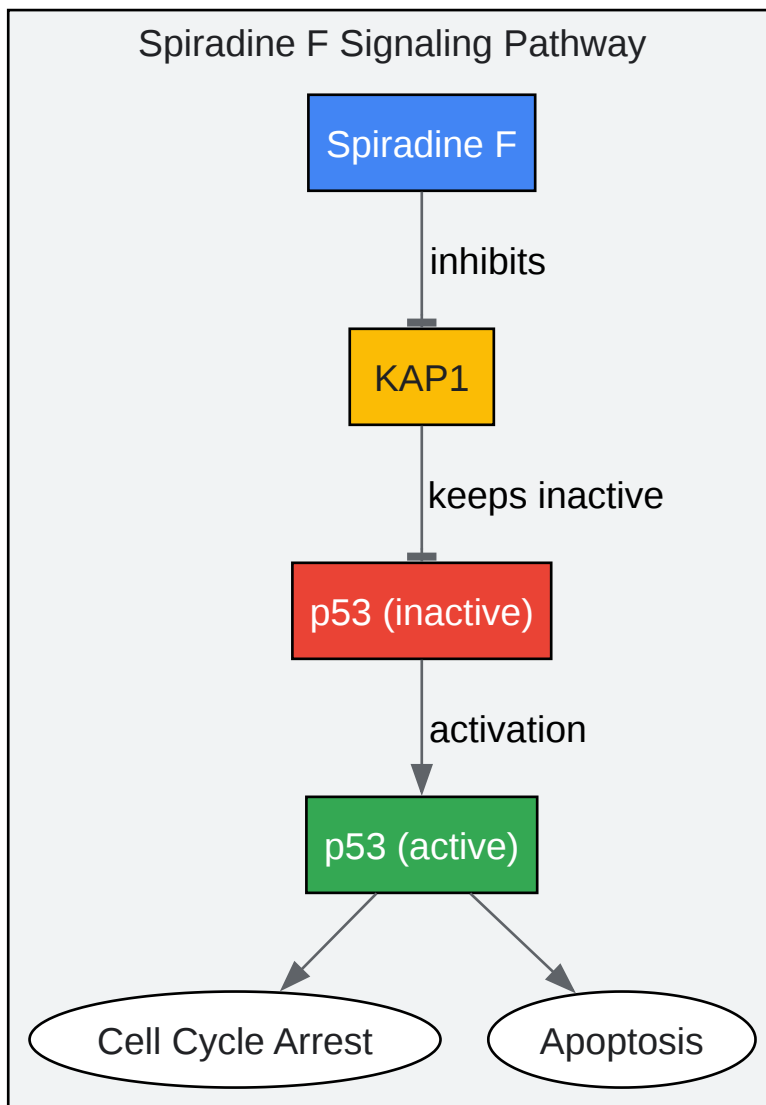 Spiradine F Signaling Pathway
Spiradine F
inhibits
KAP1
keeps inactive
p53 (inactive)
activation
p53 (active)
Cell Cycle Arrest
Apoptosis